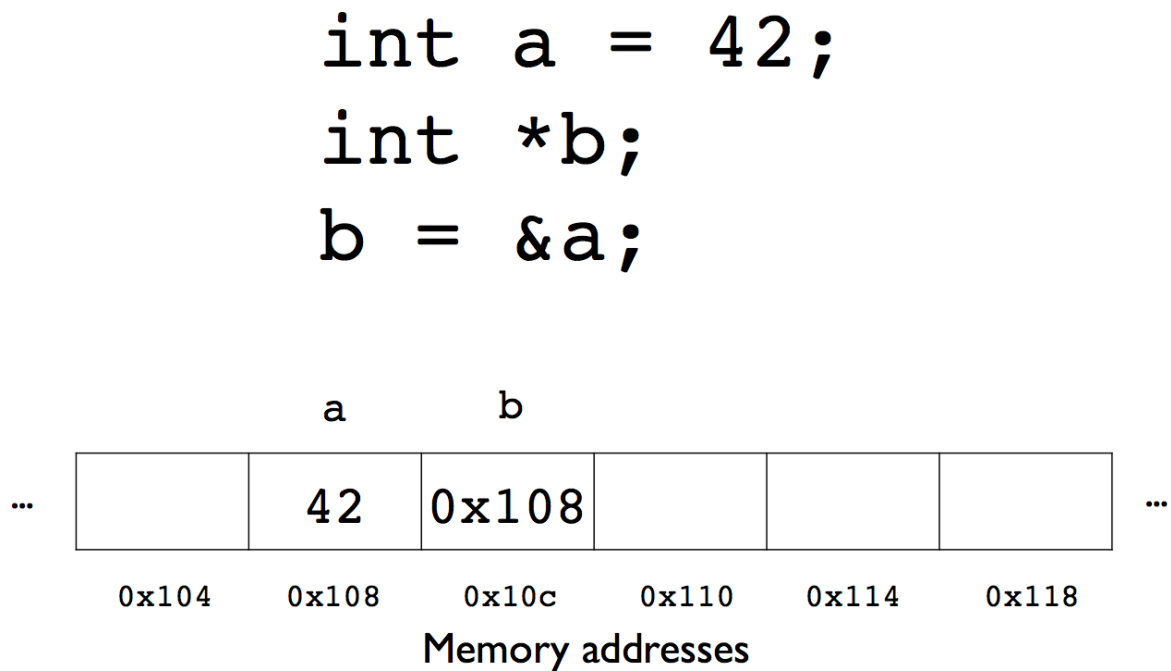 int a = 42;
int *b;
b = &a;
a b
... 42 0x108 ...
0x104 0x108 0x10c 0x110 0x114 0x118
Memory addresses